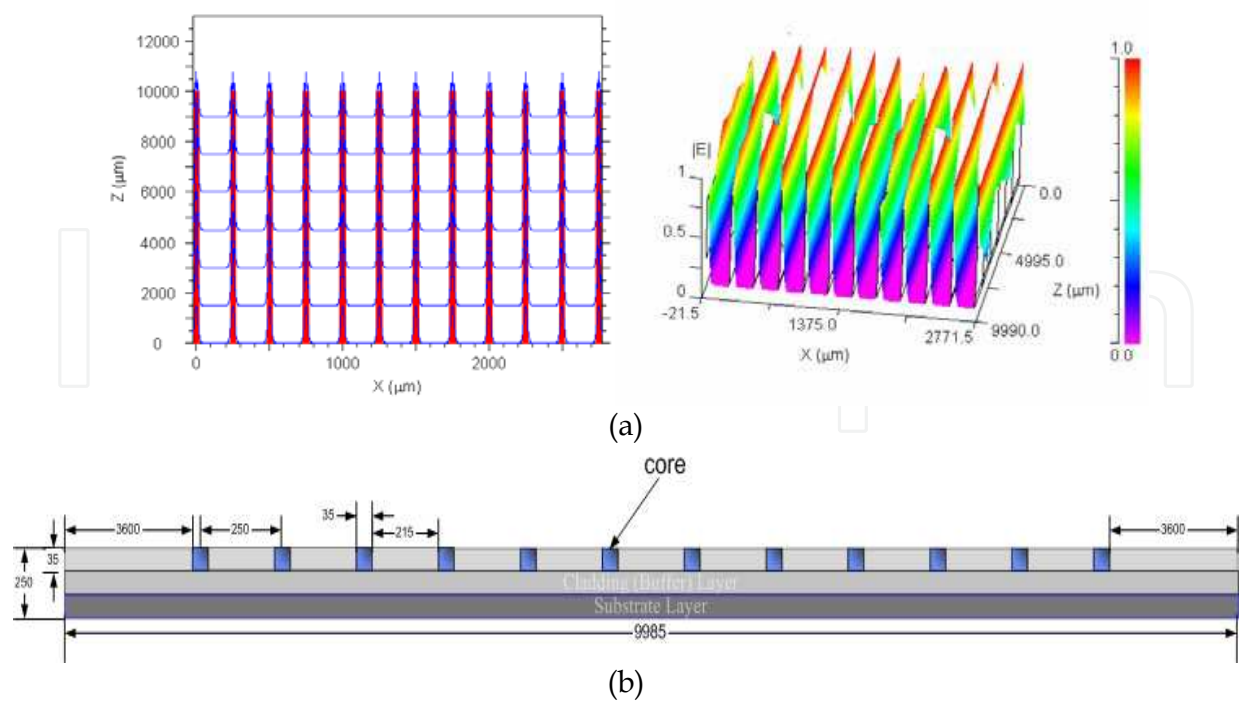 12000
10000
8000
6000
4000
2000
0
Z (μm)
0
1000
2000
X (μm)
|E|
1
0.5
0
-21.5
1375.0
2771.5
X (μm)
0.0
4995.0
9990.0
Z (μm)
1.0
0.0
(a)
core
3600
250
35
215
3600
35
250
Cladding (Buffer) Layer
Substrate Layer
9985
(b)